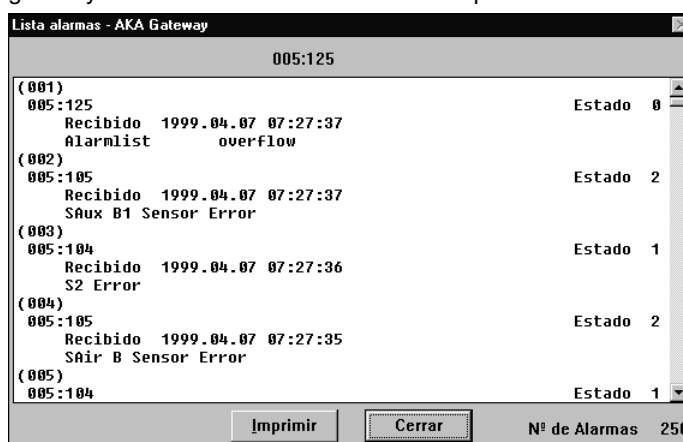 Lista alarmas - AKA Gateway
005:125
(001)
005:125 Estado 0
Recibido 1999.04.07 07:27:37
Alarmlist overflow
(002)
005:105 Estado 2
Recibido 1999.04.07 07:27:37
SAux B1 Sensor Error
(003)
005:104 Estado 1
Recibido 1999.04.07 07:27:36
S2 Error
(004)
005:105 Estado 2
Recibido 1999.04.07 07:27:35
SAir B Sensor Error
(005)
005:104 Estado 1
Imprimir Cerrar Nº de Alarmas 250